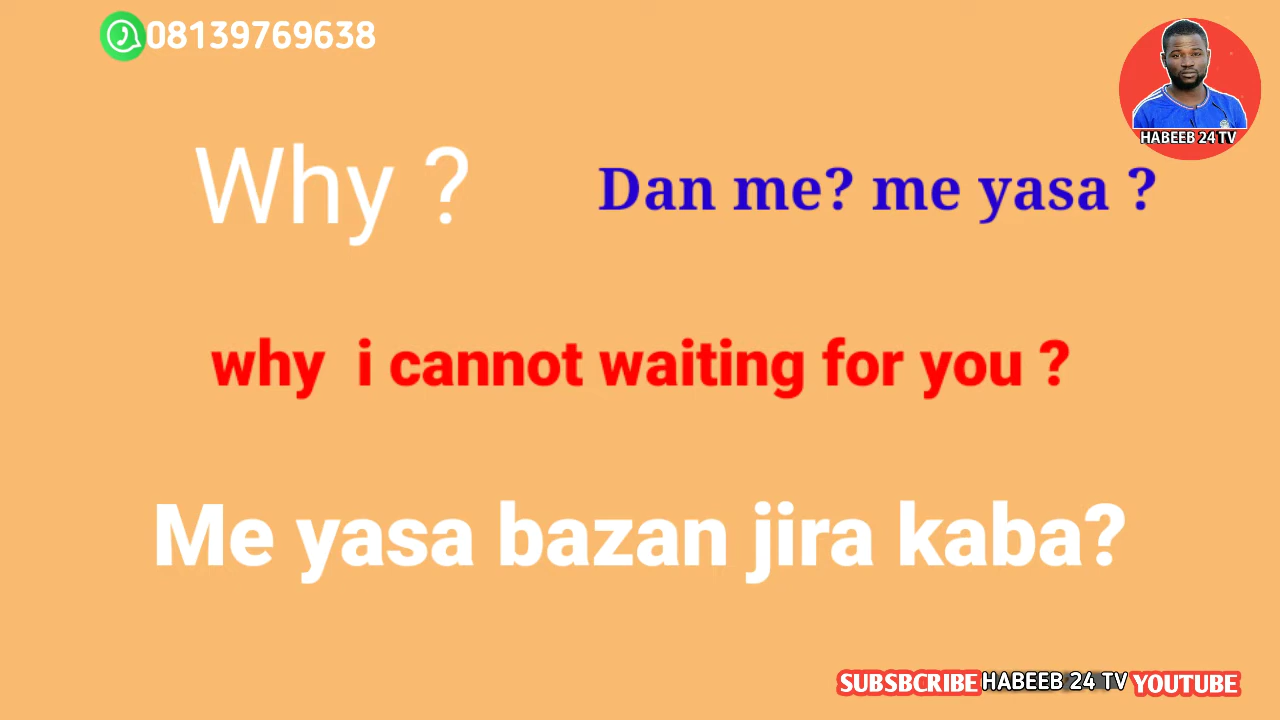 08139769638
HABEEB 24 TV
Why ? Dan me? me yasa ?
why i cannot waiting for you ?
Me yasa bazan jira kaba?
SUBSBCRIBE HABEEB 24 TV YOUTUBE